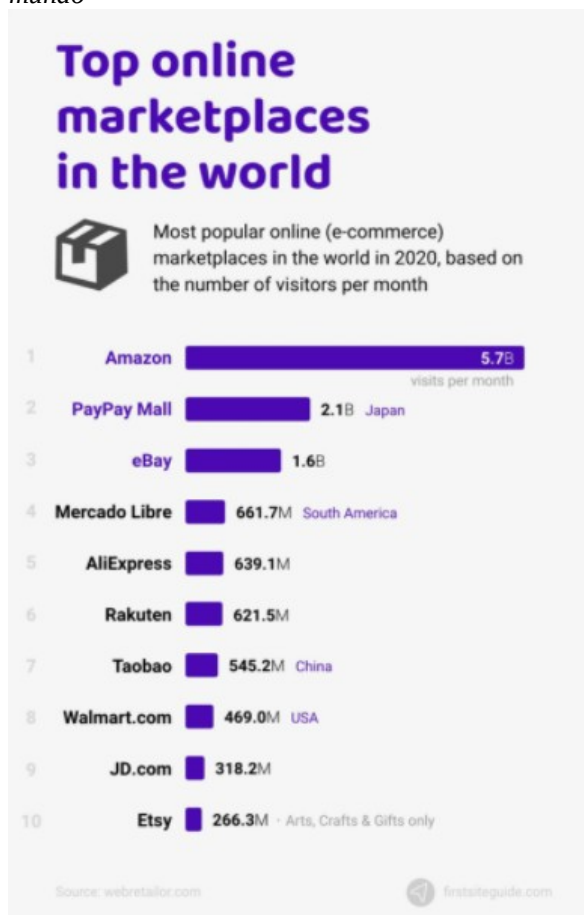 mundo
Top online
marketplaces
in the world
Most popular online (e-commerce)
marketplaces in the world in 2020, based on
the number of visitors per month
1 Amazon 5.7B
visits per month
2 PayPay Mall 2.1B Japan
3 eBay 1.6B
4 Mercado Libre 661.7M South America
5 AliExpress 639.1M
6 Rakuten 621.5M
7 Taobao 545.2M China
8 Walmart.com 469.0M USA
9 JD.com 318.2M
10 Etsy 266.3M · Arts, Crafts & Gifts only
Source: webretailor.com firstsiteguide.com